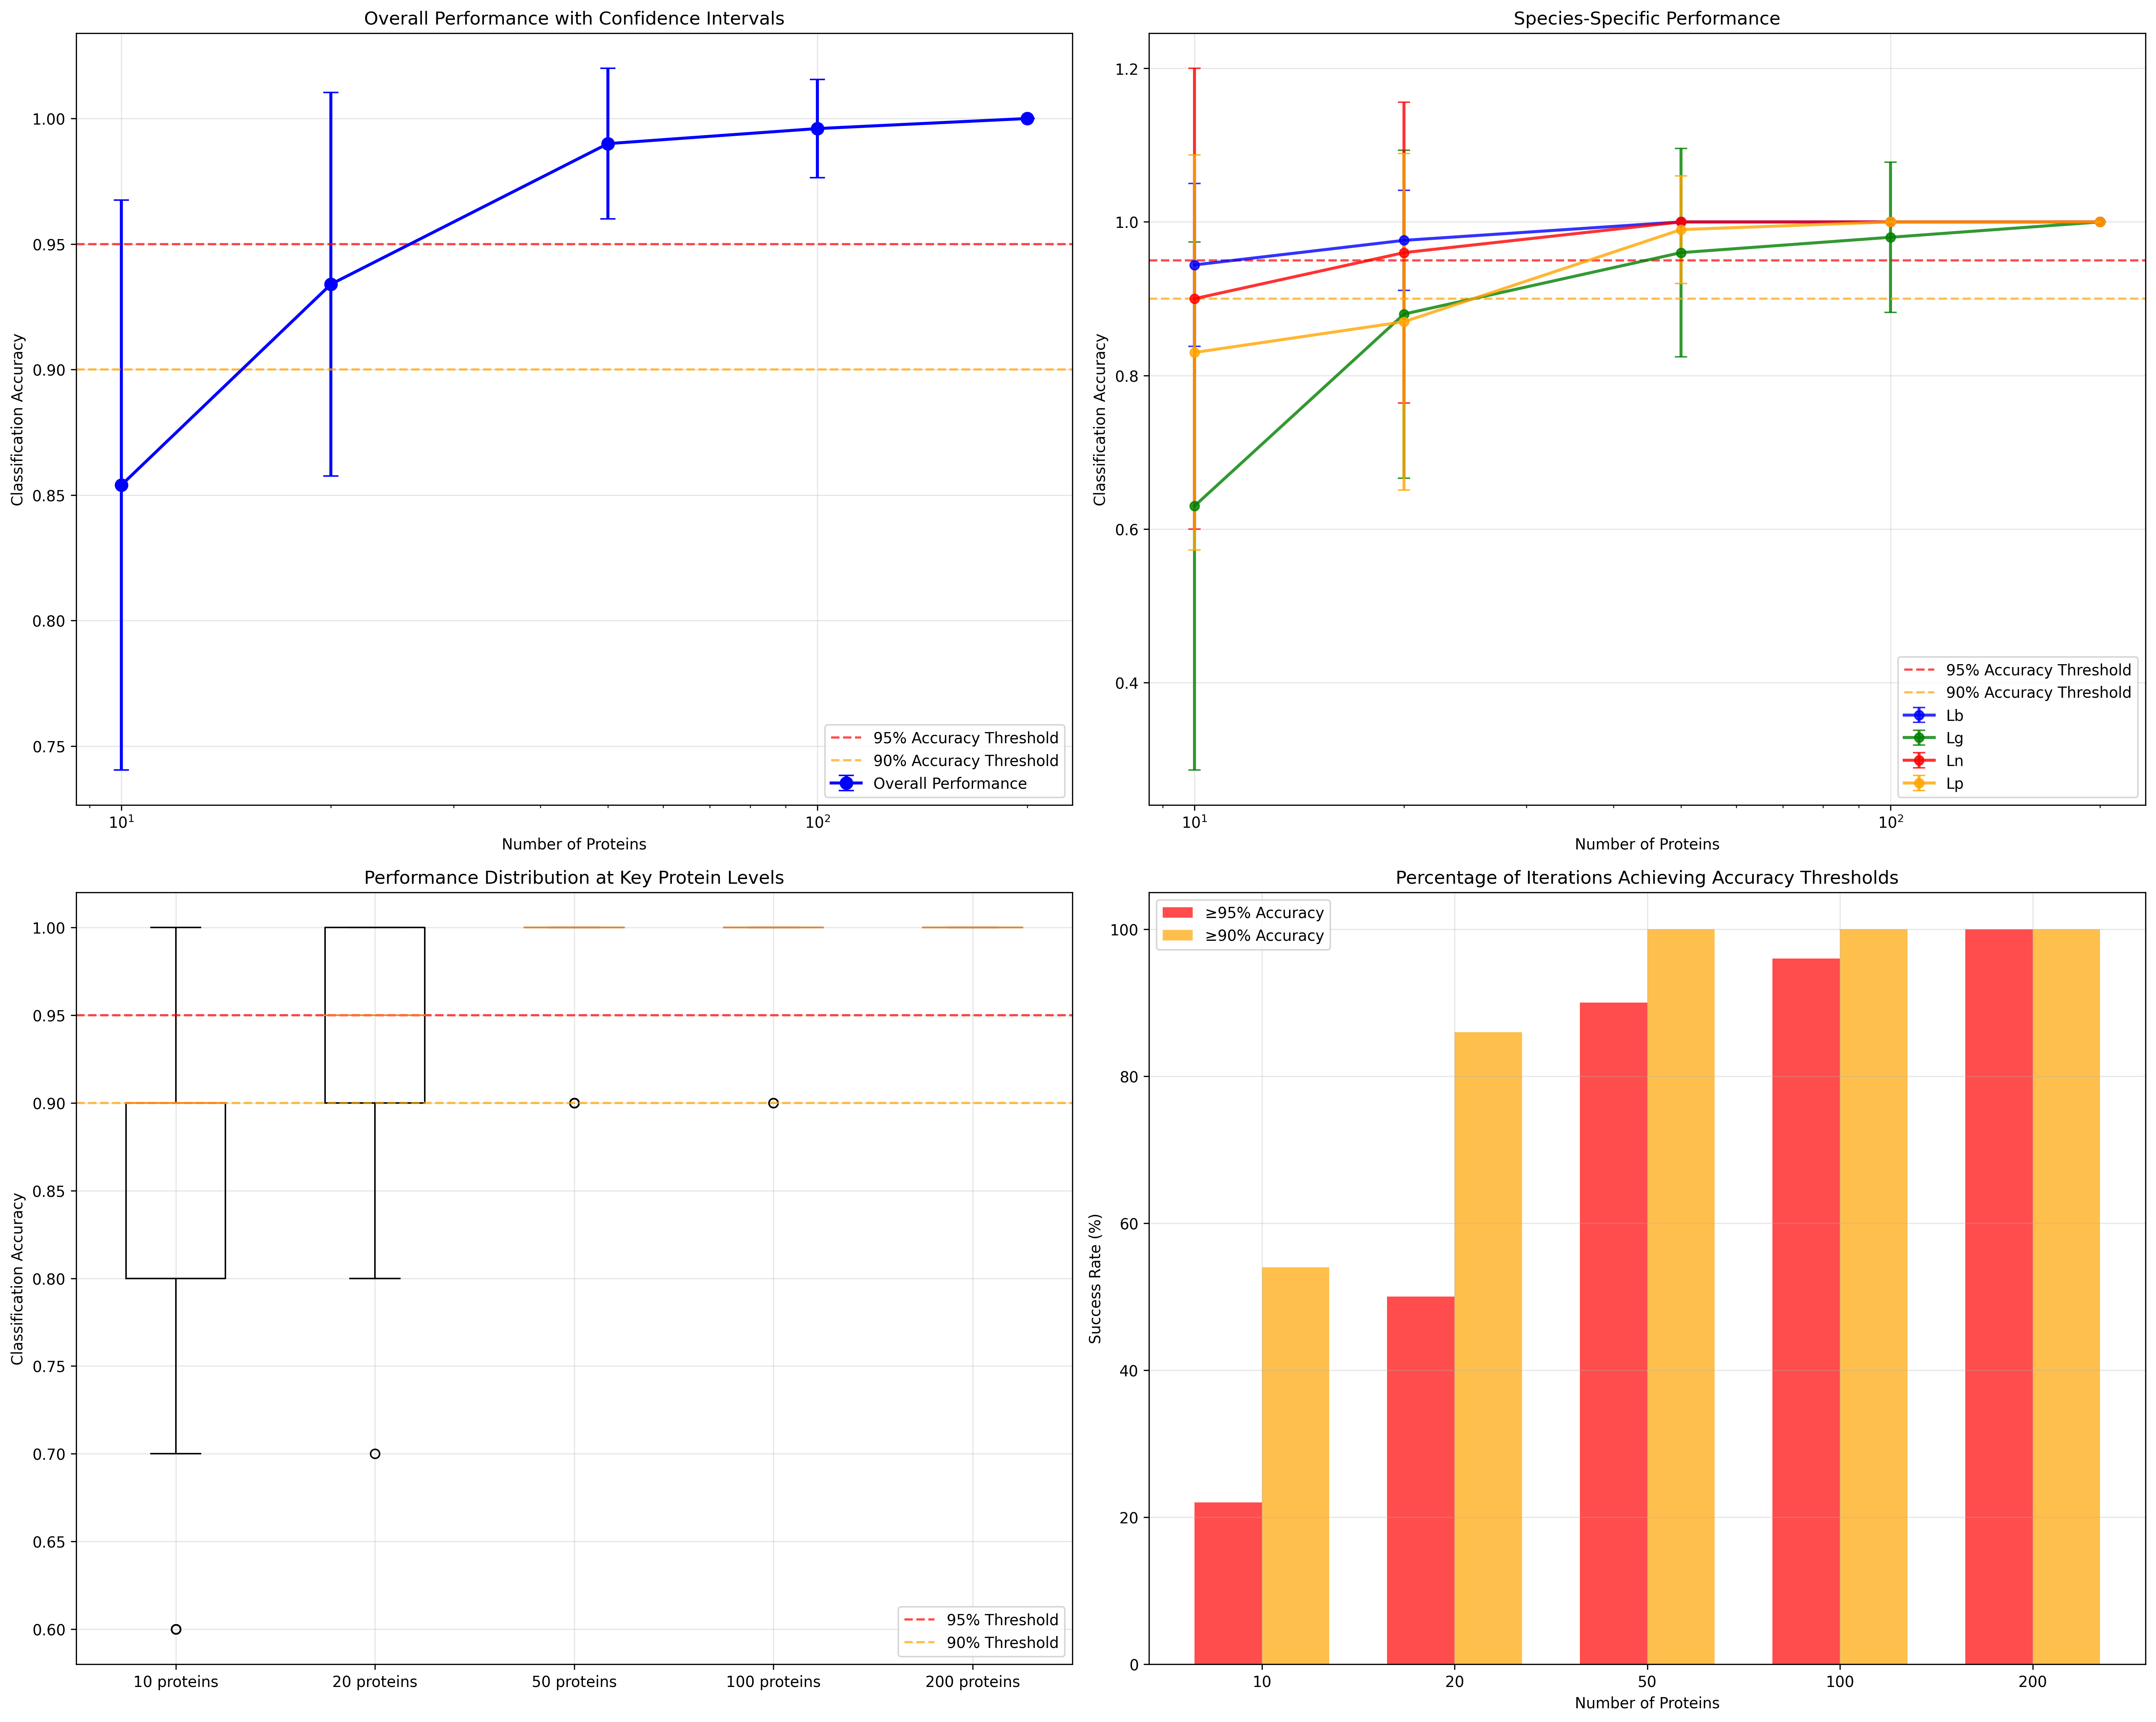 Overall Performance with Confidence Intervals
Classification Accuracy
1.00
0.95
0.90
0.85
0.80
0.75
10¹
10²
Number of Proteins
95% Accuracy Threshold
90% Accuracy Threshold
Overall Performance
Species-Specific Performance
Classification Accuracy
1.2
1.0
0.8
0.6
0.4
10¹
10²
Number of Proteins
95% Accuracy Threshold
90% Accuracy Threshold
Lb
Lg
Ln
Lp
Performance Distribution at Key Protein Levels
Classification Accuracy
1.00
0.95
0.90
0.85
0.80
0.75
0.70
0.65
0.60
10 proteins
20 proteins
50 proteins
100 proteins
200 proteins
95% Threshold
90% Threshold
Percentage of Iterations Achieving Accuracy Thresholds
≥95% Accuracy
≥90% Accuracy
Success Rate (%)
100
80
60
40
20
0
10
20
50
100
200
Number of Proteins